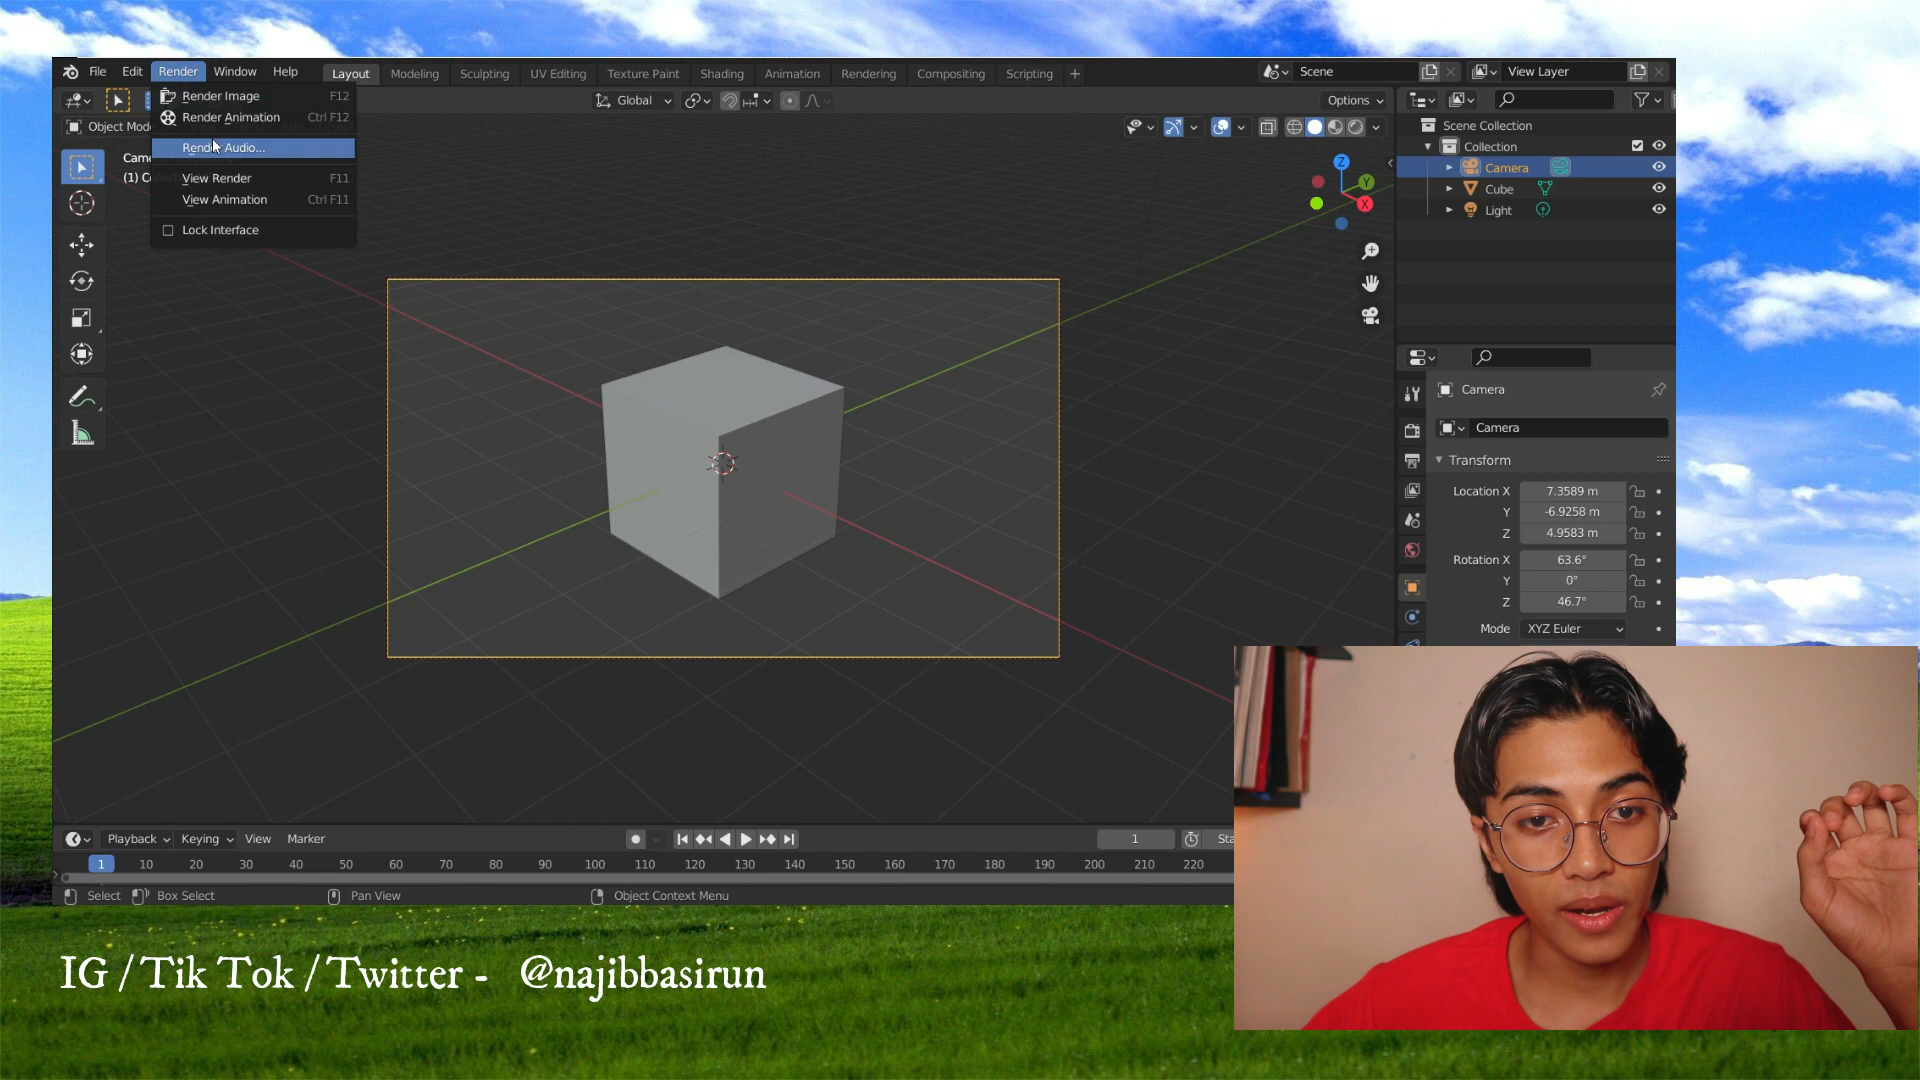 File Edit Render Window Help Layout Modeling Sculpting UV Editing Texture Paint Shading Animation Rendering Compositing Scripting + Scene View Layer
Render Image F12
Render Animation Ctrl F12
Render Audio...
View Render F11
View Animation Ctrl F11
Lock Interface
Global
Options
Object Mode
(1)
Z
Y
X
Scene Collection
Collection
Camera
Cube
Light
Camera
Camera
Transform
Location X 7.3589 m
Y -6.9258 m
Z 4.9583 m
Rotation X 63.6°
Y 0°
Z 46.7°
Mode XYZ Euler
Playback Keying View Marker 1
1 10 20 30 40 50 60 70 80 90 100 110 120 130 140 150 160 170 180 190 200 210 220
Select Box Select Pan View Object Context Menu
IG / Tik Tok / Twitter - @najibbasirun